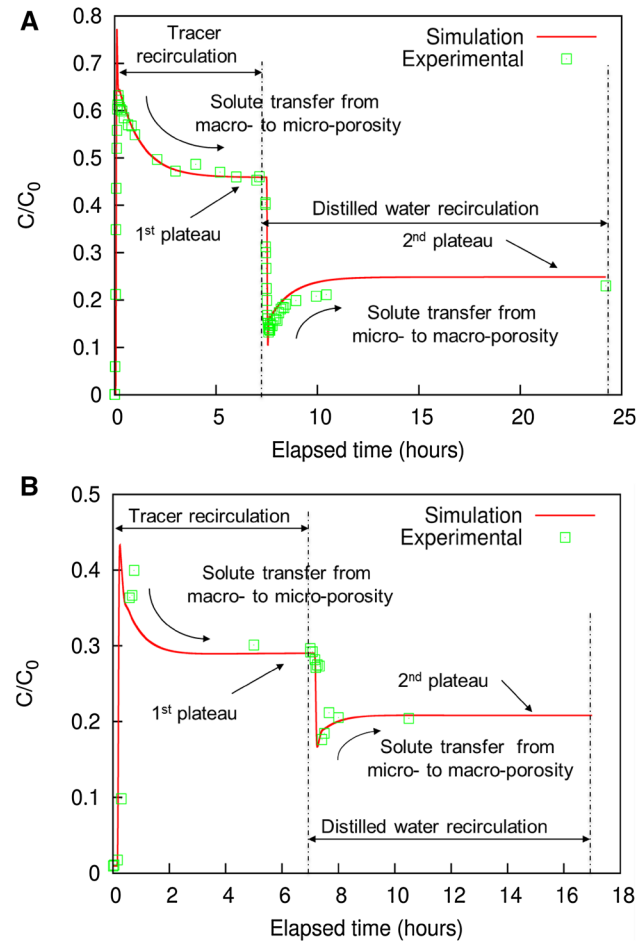 A
0.8
0.7
0.6
0.5
0.4
0.3
0.2
0.1
0
C/C0
Tracer
recirculation
Simulation
Experimental
Solute transfer from
macro- to micro-porosity
1st plateau
Distilled water recirculation
2nd plateau
Solute transfer from
micro- to macro-porosity
0 5 10 15 20 25
Elapsed time (hours)
B
0.5
0.4
0.3
0.2
0.1
0
C/C0
Tracer recirculation
Simulation
Experimental
Solute transfer from
macro- to micro-porosity
1st plateau
2nd plateau
Solute transfer from
micro- to macro-porosity
Distilled water recirculation
0 2 4 6 8 10 12 14 16 18
Elapsed time (hours)